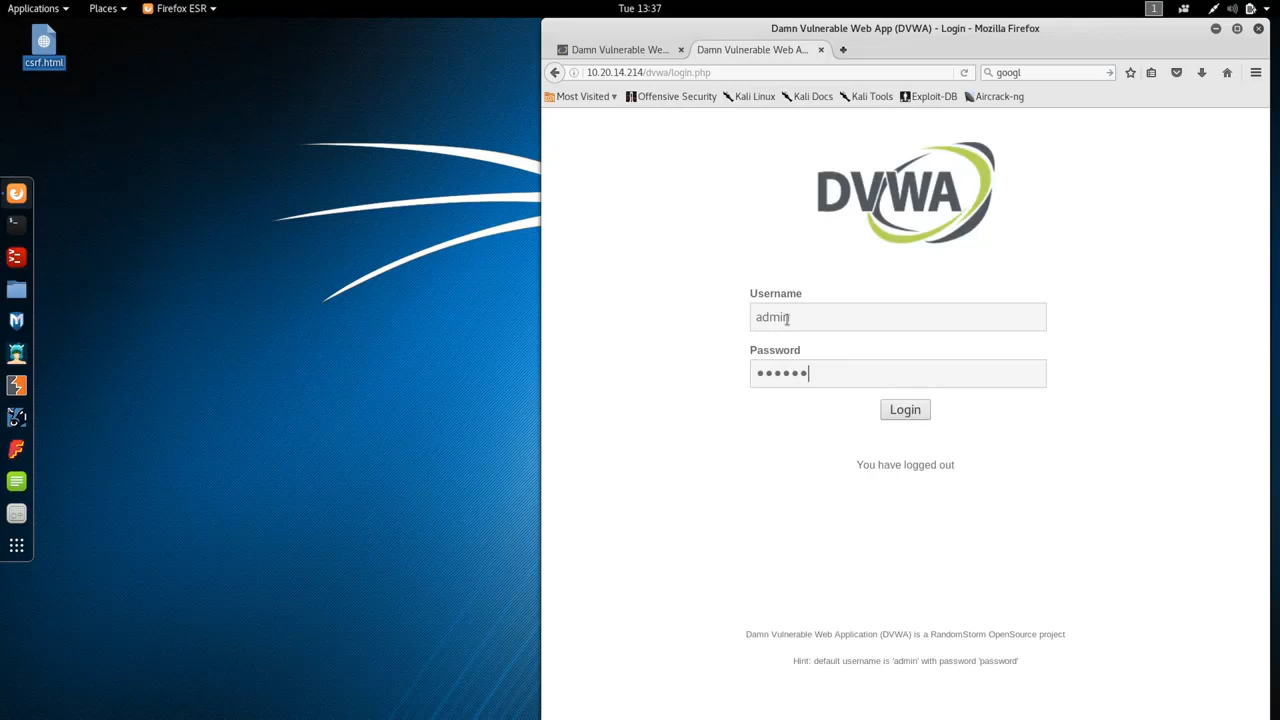 Applications Places Firefox ESR Tue 13:37 1
csrf.html
Damn Vulnerable Web App (DVWA) - Login - Mozilla Firefox
Damn Vulnerable We... Damn Vulnerable Web A...
10.20.14.214/dvwa/login.php googl
Most Visited Offensive Security Kali Linux Kali Docs Kali Tools Exploit-DB Aircrack-ng
DVWA
Username
admin
Password
••••••
Login
You have logged out
Damn Vulnerable Web Application (DVWA) is a RandomStorm OpenSource project
Hint: default username is 'admin' with password 'password'